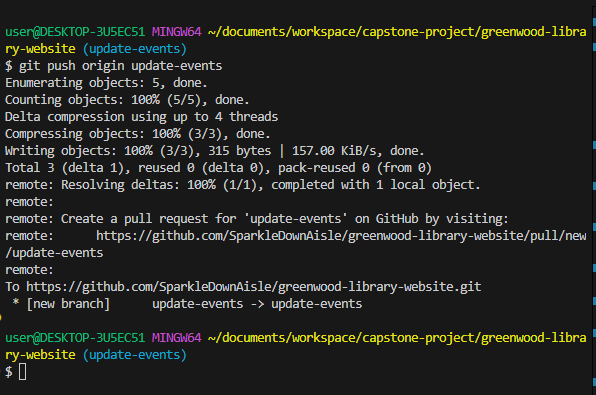 user@DESKTOP-3U5EC51 MINGW64 ~/documents/workspace/capstone-project/greenwood-libra
ry-website (update-events)
$ git push origin update-events
Enumerating objects: 5, done.
Counting objects: 100% (5/5), done.
Delta compression using up to 4 threads
Compressing objects: 100% (3/3), done.
Writing objects: 100% (3/3), 315 bytes | 157.00 KiB/s, done.
Total 3 (delta 1), reused 0 (delta 0), pack-reused 0 (from 0)
remote: Resolving deltas: 100% (1/1), completed with 1 local object.
remote:
remote: Create a pull request for 'update-events' on GitHub by visiting:
remote:      https://github.com/SparkleDownAisle/greenwood-library-website/pull/new
/update-events
remote:
To https://github.com/SparkleDownAisle/greenwood-library-website.git
 * [new branch]      update-events -> update-events
user@DESKTOP-3U5EC51 MINGW64 ~/documents/workspace/capstone-project/greenwood-libra
ry-website (update-events)
$